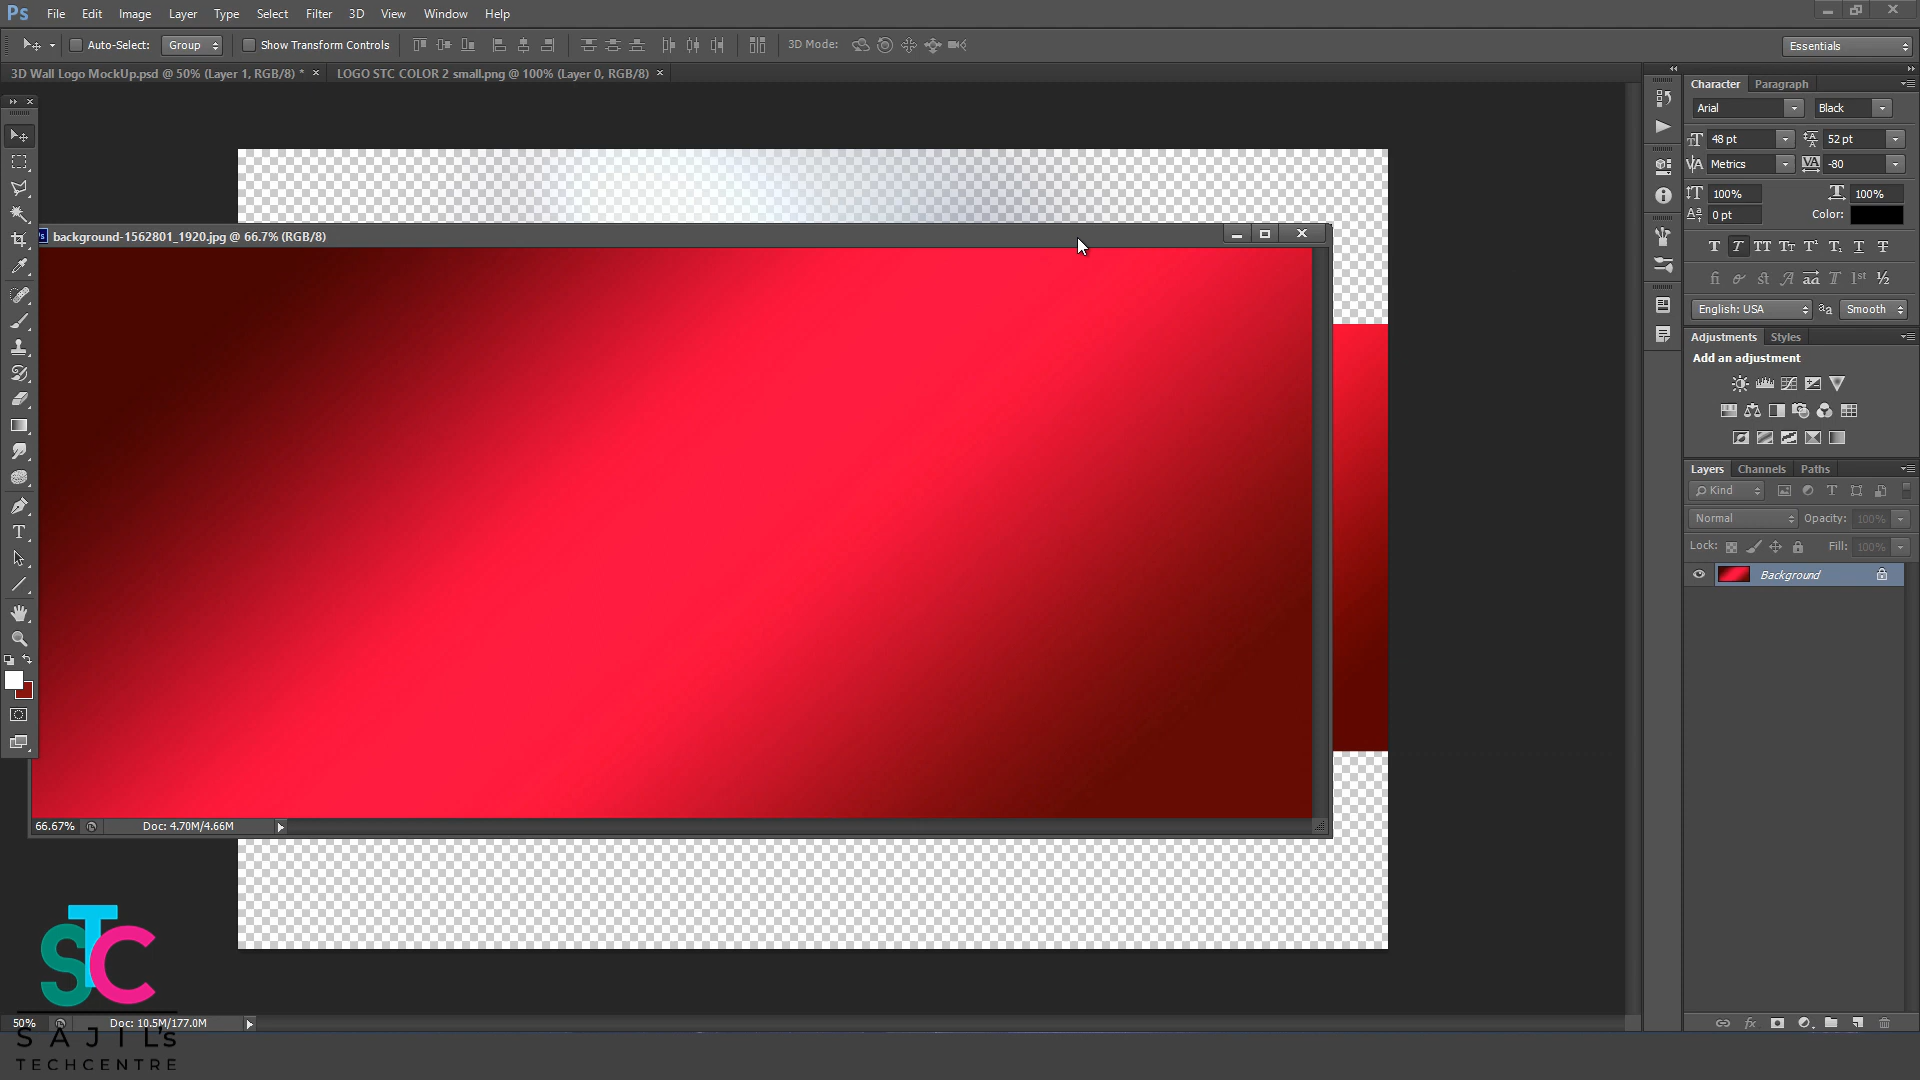 Ps File Edit Image Layer Type Select Filter 3D View Window Help
Auto-Select: Group Show Transform Controls 3D Mode: Essentials
3D Wall Logo MockUp.psd @ 50% (Layer 1, RGB/8) * × LOGO STC COLOR 2 small.png @ 100% (Layer 0, RGB/8) ×
background-1562801_1920.jpg @ 66.7% (RGB/8)
66.67% Doc: 4.70M/4.66M
50% Doc: 10.5M/177.0M
Character Paragraph
Arial Black
48 pt 52 pt
Metrics -80
100% 100%
0 pt Color:
English: USA Smooth
Adjustments Styles
Add an adjustment
Layers Channels Paths
Kind
Normal Opacity: 100%
Lock: Fill: 100%
Background
STC
SAJIL's
TECHCENTRE